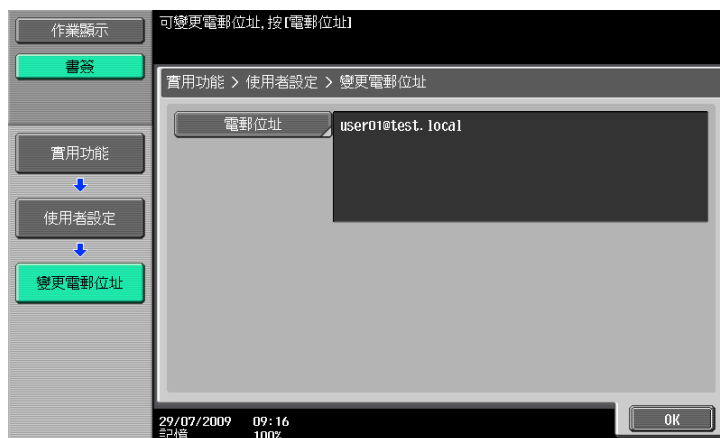 作業顯示
可變更電郵位址,按[電郵位址]
書簽
實用功能 > 使用者設定 > 變更電郵位址
電郵位址
user01@test.local
實用功能
使用者設定
變更電郵位址
29/07/2009 09:16
記憶 100%
OK